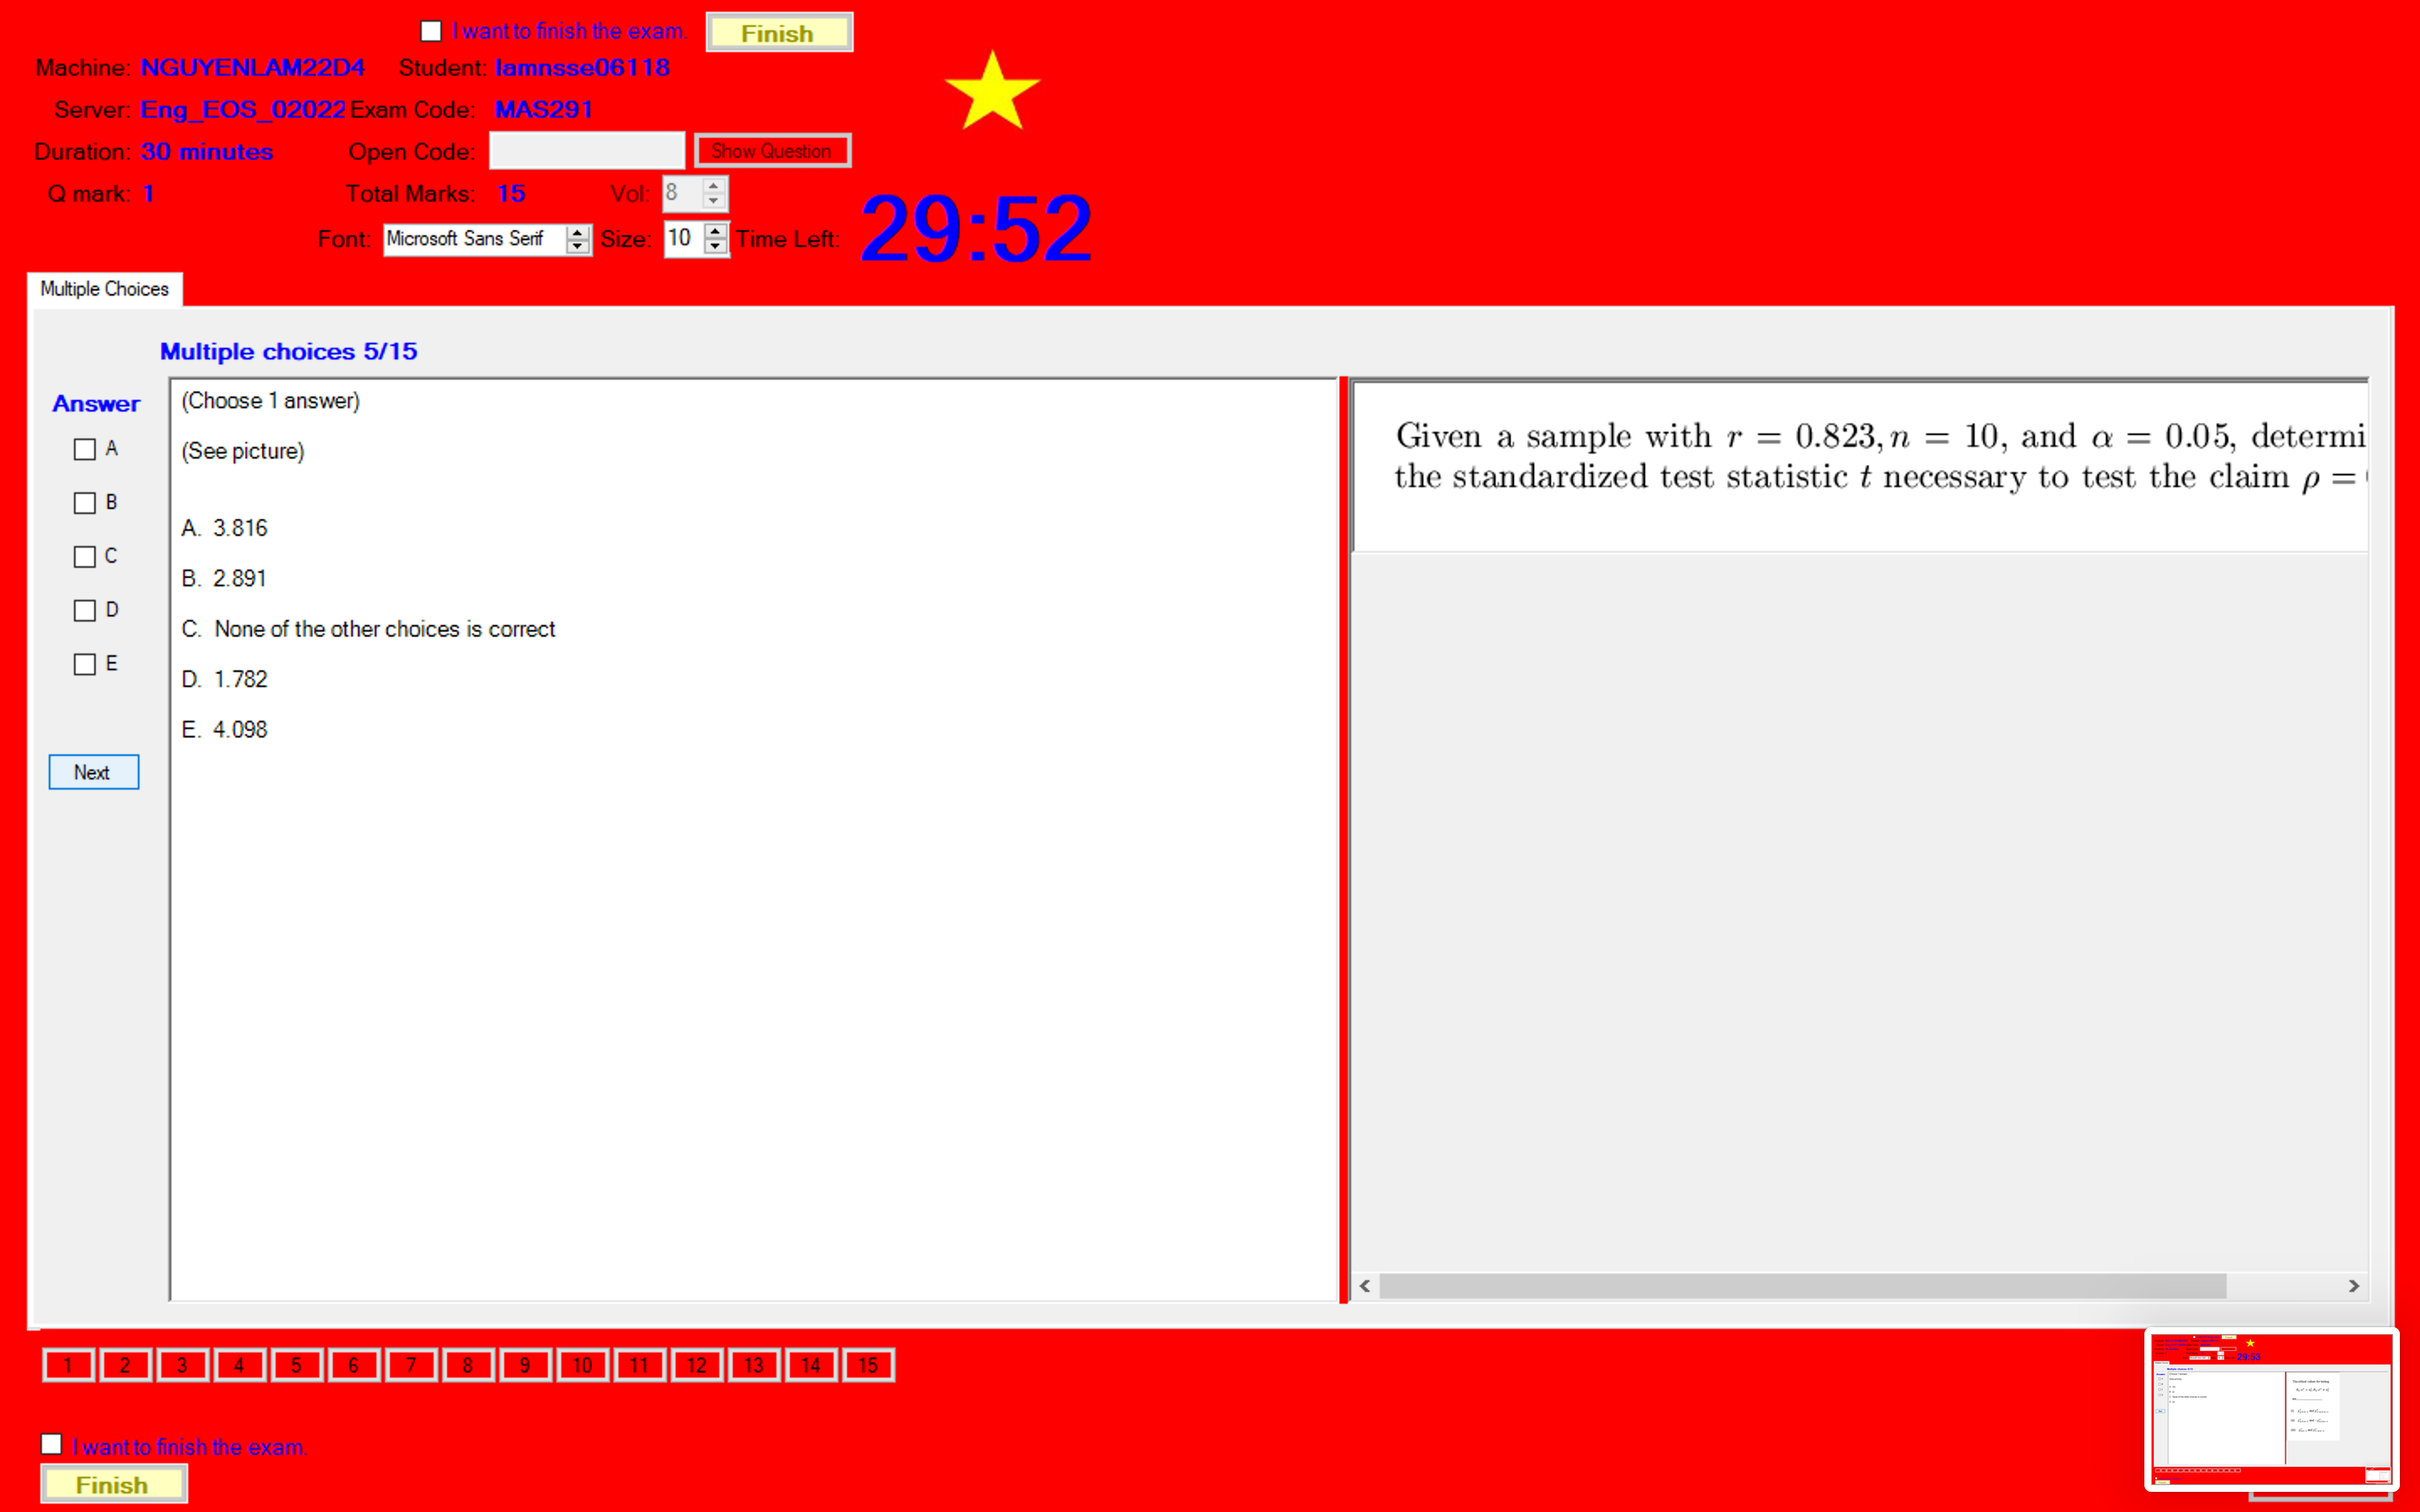 I want to finish the exam.
Finish
Machine: NGUYENLAM22D4 Student: lamnsse06118
Server: Eng_EOS_02022 Exam Code: MAS291
Duration: 30 minutes Open Code: Show Question
Q mark: 1 Total Marks: 15 Vol: 8
Font: Microsoft Sans Serif Size: 10 Time Left: 29:52
Multiple Choices
Multiple choices 5/15
Answer
A
B
C
D
E
Next
(Choose 1 answer)
(See picture)
A. 3.816
B. 2.891
C. None of the other choices is correct
D. 1.782
E. 4.098
Given a sample with r = 0.823, n = 10, and α = 0.05, determi
the standardized test statistic t necessary to test the claim ρ =
1 2 3 4 5 6 7 8 9 10 11 12 13 14 15
I want to finish the exam.
Finish